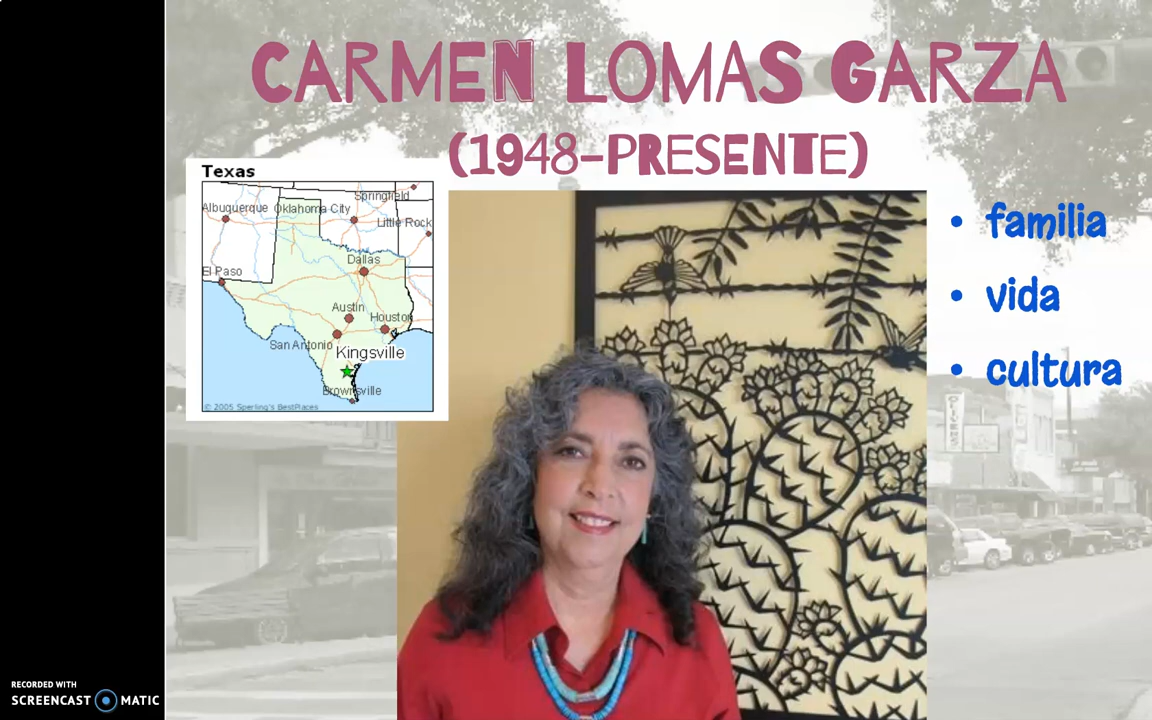 CARMEN LOMAS GARZA
(1948-PRESENTE)
Texas
Springfield
Albuquerque
Oklahoma City
Little Rock
El Paso
Dallas
Austin
Houston
San Antonio
Kingsville
Brownsville
© 2005 Sperling's BestPlaces
• familia
• vida
• cultura
RECORDED WITH
SCREENCAST MATIC